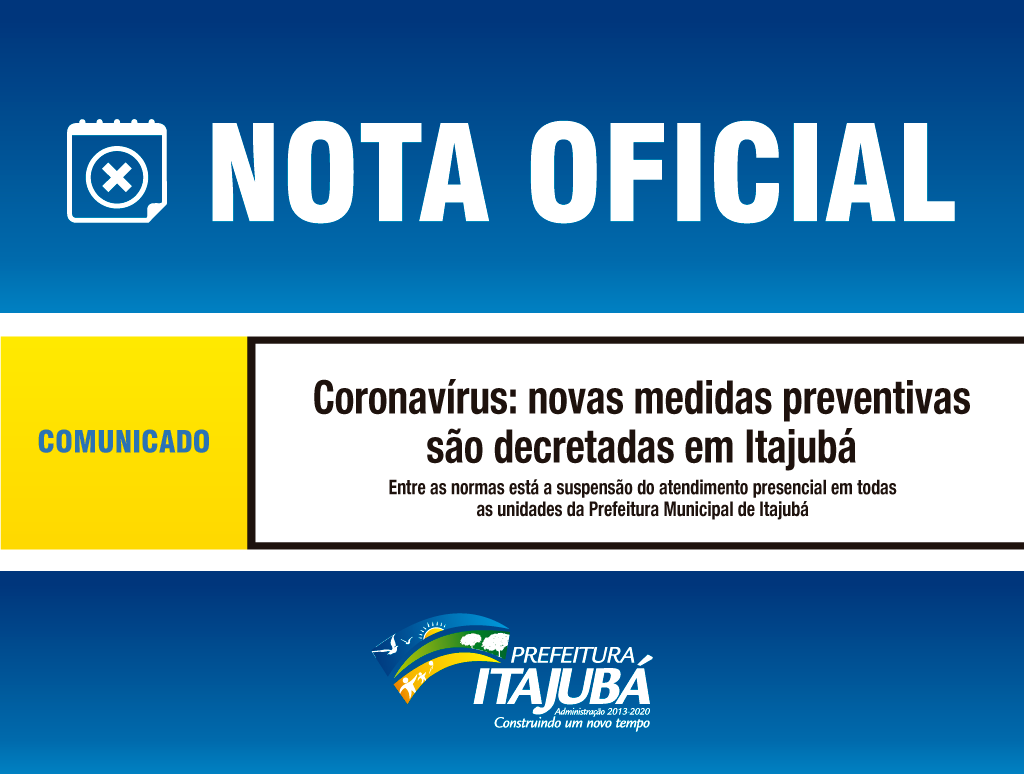 NOTA OFICIAL
COMUNICADO
Coronavírus: novas medidas preventivas
são decretadas em Itajubá
Entre as normas está a suspensão do atendimento presencial em todas
as unidades da Prefeitura Municipal de Itajubá
PREFEITURA
ITAJUBÁ
Administração 2013-2020
Construindo um novo tempo